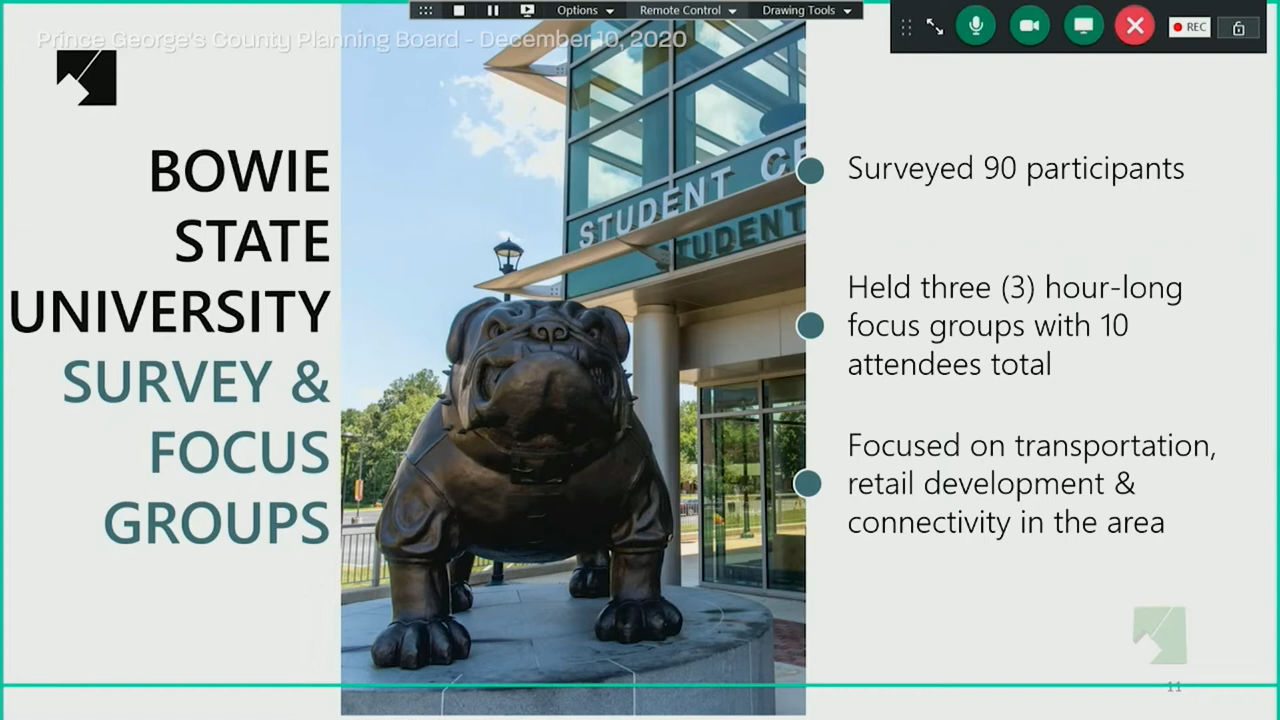 Options
Remote Control
Drawing Tools
REC
Prince George's County Planning Board - December 10, 2020
BOWIE
STATE
UNIVERSITY
SURVEY &
FOCUS
GROUPS
STUDENT CE
STUDENT
Surveyed 90 participants
Held three (3) hour-long
focus groups with 10
attendees total
Focused on transportation,
retail development &
connectivity in the area
11